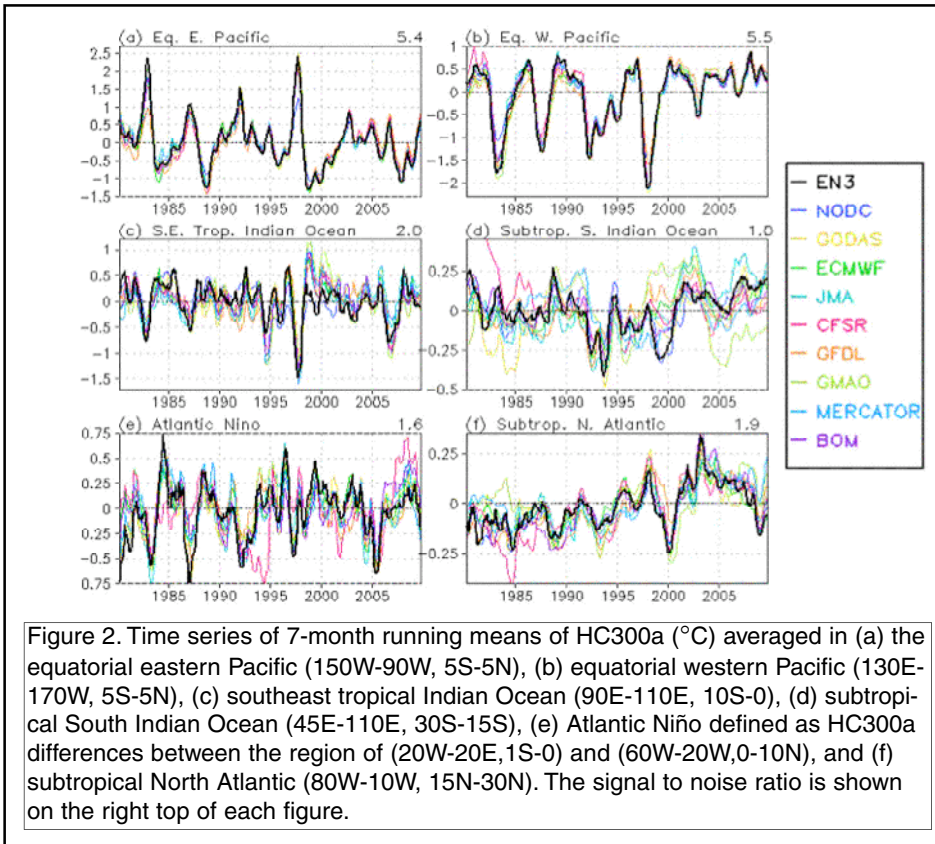 (a) Eq. E. Pacific 5.4
2.5
2
1.5
1
0.5
0
−0.5
−1
−1.5
1985 1990 1995 2000 2005
(b) Eq. W. Pacific 5.5
1
0.5
0
−0.5
−1
−1.5
−2
1985 1990 1995 2000 2005
(c) S.E. Trop. Indian Ocean 2.0
1
0.5
0
−0.5
−1
−1.5
1985 1990 1995 2000 2005
(d) Subtrop. S. Indian Ocean 1.0
0.25
0
−0.25
−0.5
1985 1990 1995 2000 2005
(e) Atlantic Nino 1.6
0.75
0.5
0.25
0
−0.25
0.5
0.75
1985 1990 1995 2000 2005
(f) Subtrop. N. Atlantic 1.9
0.25
0
−0.25
1985 1990 1995 2000 2005
EN3
NODC
GODAS
ECMWF
JMA
CFSR
GFDL
GMAO
MERCATOR
BOM
Figure 2. Time series of 7-month running means of HC300a (°C) averaged in (a) the
equatorial eastern Pacific (150W-90W, 5S-5N), (b) equatorial western Pacific (130E-
170W, 5S-5N), (c) southeast tropical Indian Ocean (90E-110E, 10S-0), (d) subtropi-
cal South Indian Ocean (45E-110E, 30S-15S), (e) Atlantic Niño defined as HC300a
differences between the region of (20W-20E,1S-0) and (60W-20W,0-10N), and (f)
subtropical North Atlantic (80W-10W, 15N-30N). The signal to noise ratio is shown
on the right top of each figure.